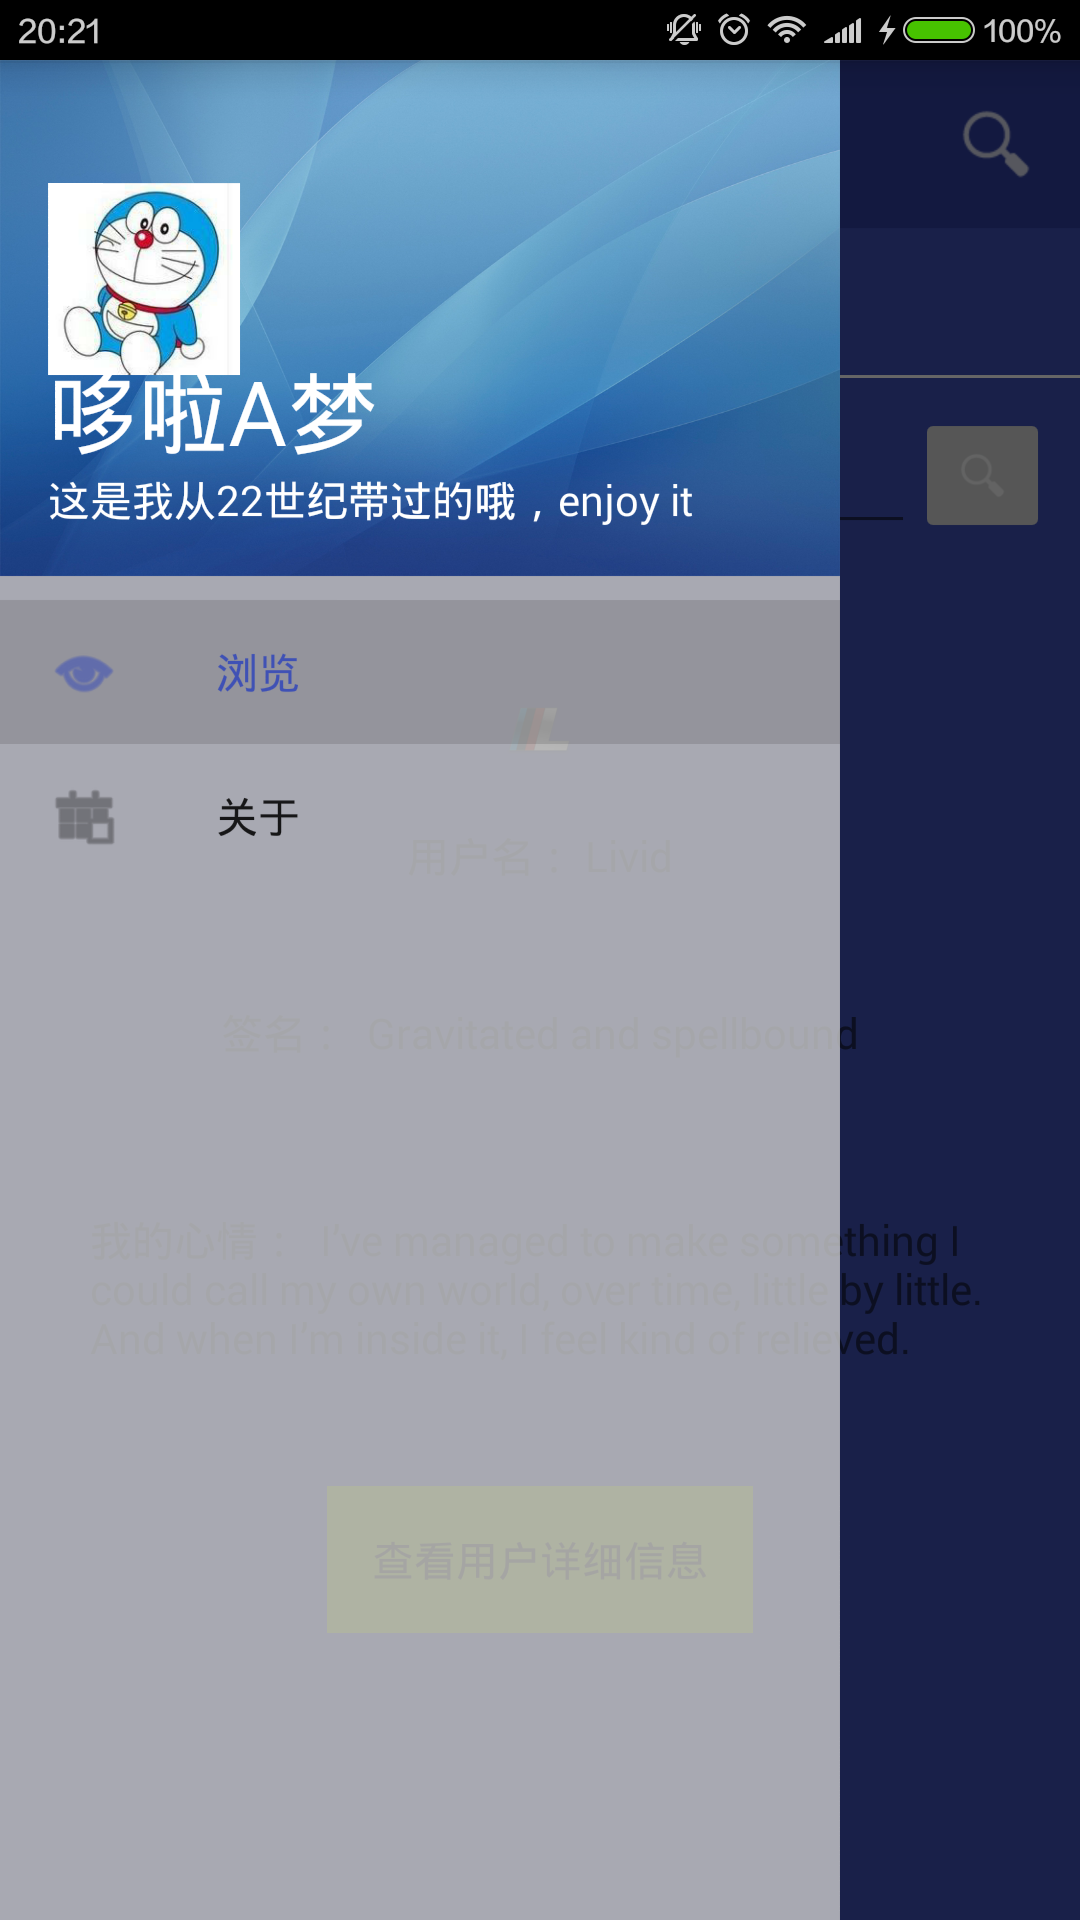 20:21
100%
哆啦A梦
这是我从22世纪带过的哦，enjoy it
浏览
关于
用户名： Livid
签名： Gravitated and spellbound
我的心情： I've managed to make something I
could call my own world, over time, little by little.
And when I'm inside it, I feel kind of relieved.
查看用户详细信息